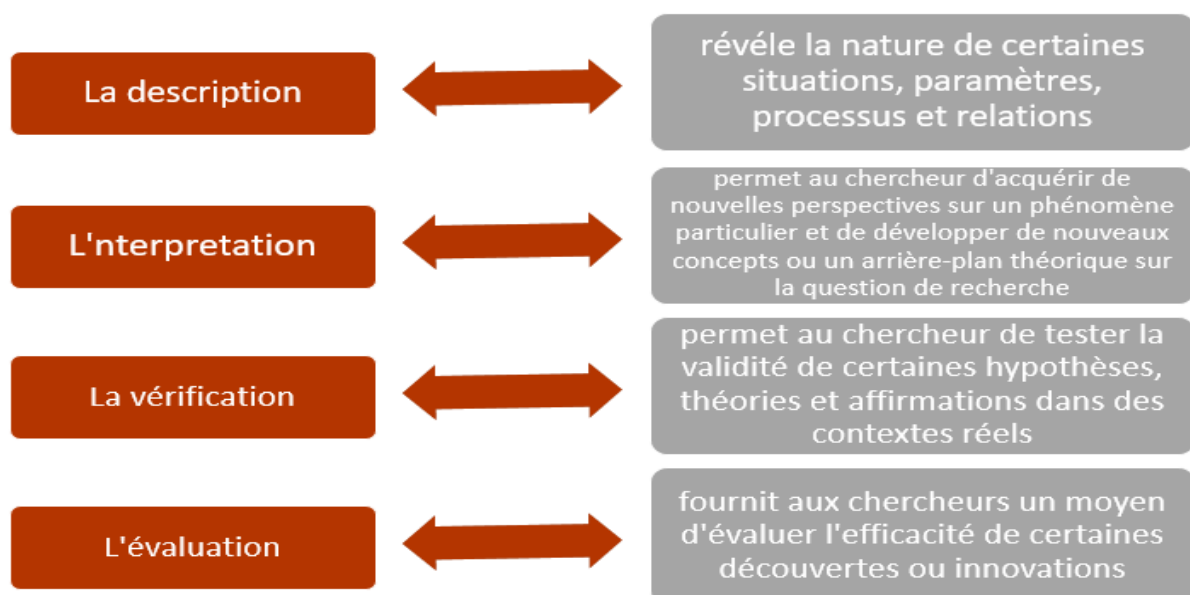 La description
révéle la nature de certaines
situations, paramètres,
processus et relations
L'nterpretation
permet au chercheur d'acquérir de
nouvelles perspectives sur un phénomène
particulier et de développer de nouveaux
concepts ou un arrière-plan théorique sur
la question de recherche
La vérification
permet au chercheur de tester la
validité de certaines hypothèses,
théories et affirmations dans des
contextes réels
L'évaluation
fournit aux chercheurs un moyen
d'évaluer l'efficacité de certaines
découvertes ou innovations